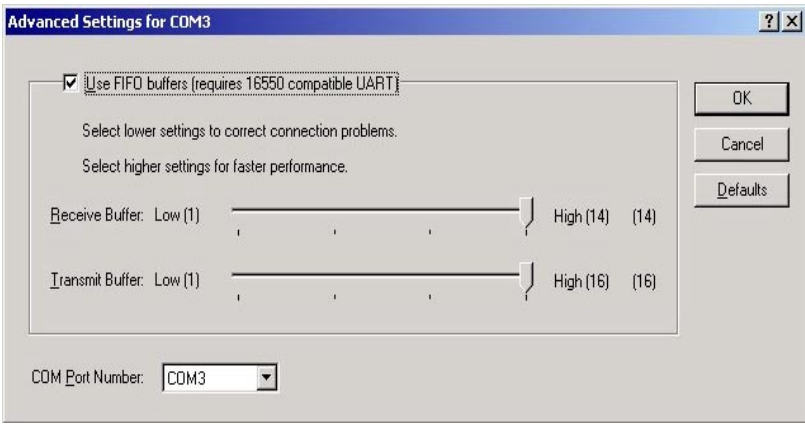 Advanced Settings for COM3
Use FIFO buffers (requires 16550 compatible UART)
OK
Select lower settings to correct connection problems.
Cancel
Select higher settings for faster performance.
Defaults
Receive Buffer: Low (1) High (14) (14)
Transmit Buffer: Low (1) High (16) (16)
COM Port Number: COM3